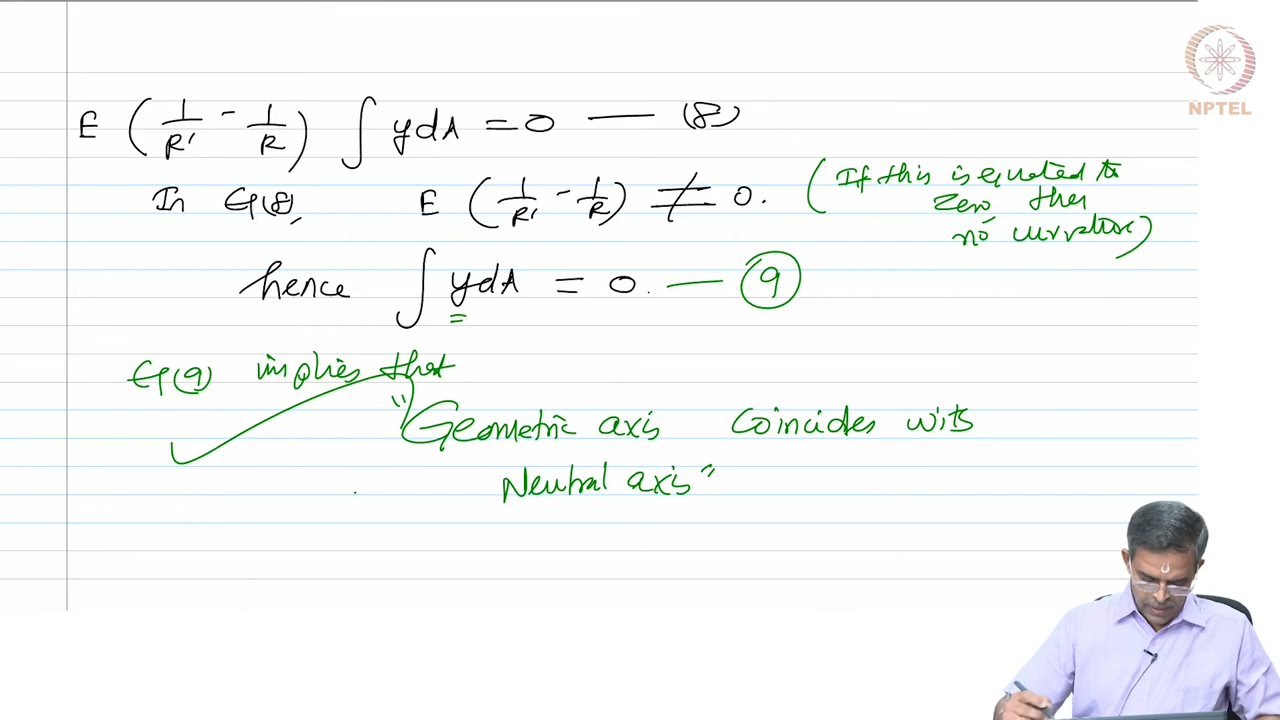 NPTEL
E (1/R' - 1/R) ∫ y dA = 0 — (8)
In Eq(8), E (1/R' - 1/R) ≠ 0. (If this is equated to
zero then
no curvature)
hence ∫ y dA = 0. — (9)
Eq(9) implies that
"Geometric axis coincides with
Neutral axis"